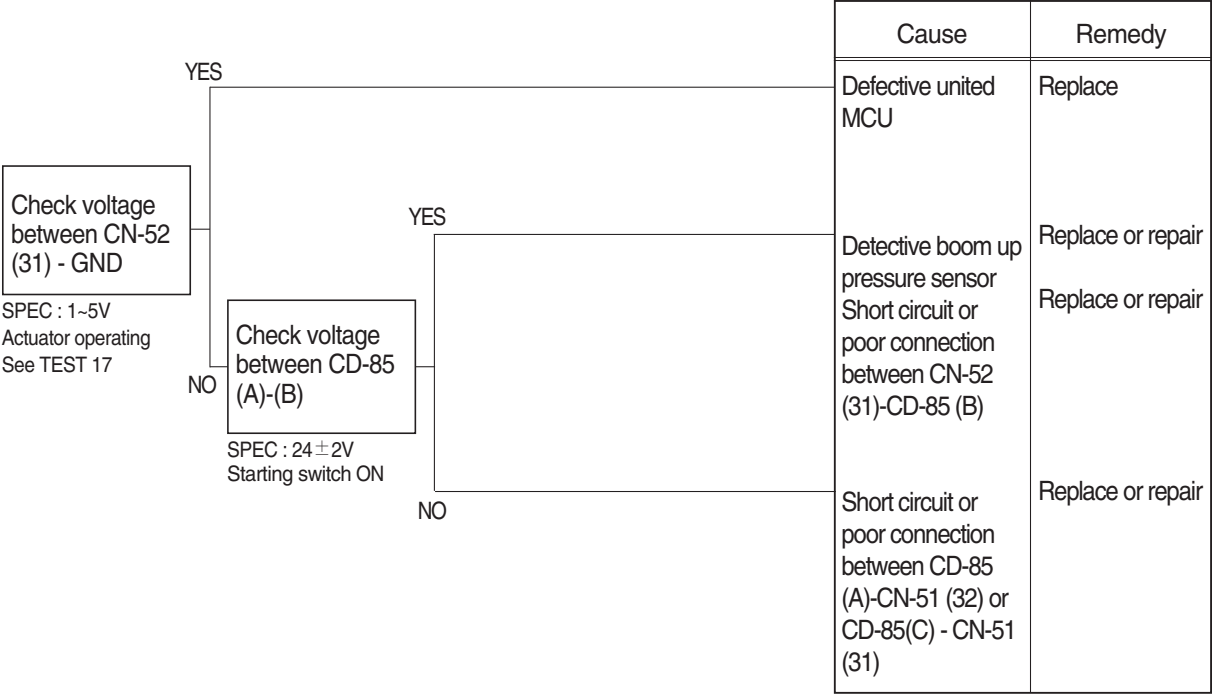 Cause
Remedy
YES
Defective united
MCU
Replace
Check voltage
between CN-52
(31) - GND
SPEC : 1~5V
Actuator operating
See TEST 17
YES
Detective boom up
pressure sensor
Replace or repair
Short circuit or
poor connection
between CN-52
(31)-CD-85 (B)
Replace or repair
NO
Check voltage
between CD-85
(A)-(B)
SPEC : 24±2V
Starting switch ON
NO
Short circuit or
poor connection
between CD-85
(A)-CN-51 (32) or
CD-85(C) - CN-51
(31)
Replace or repair